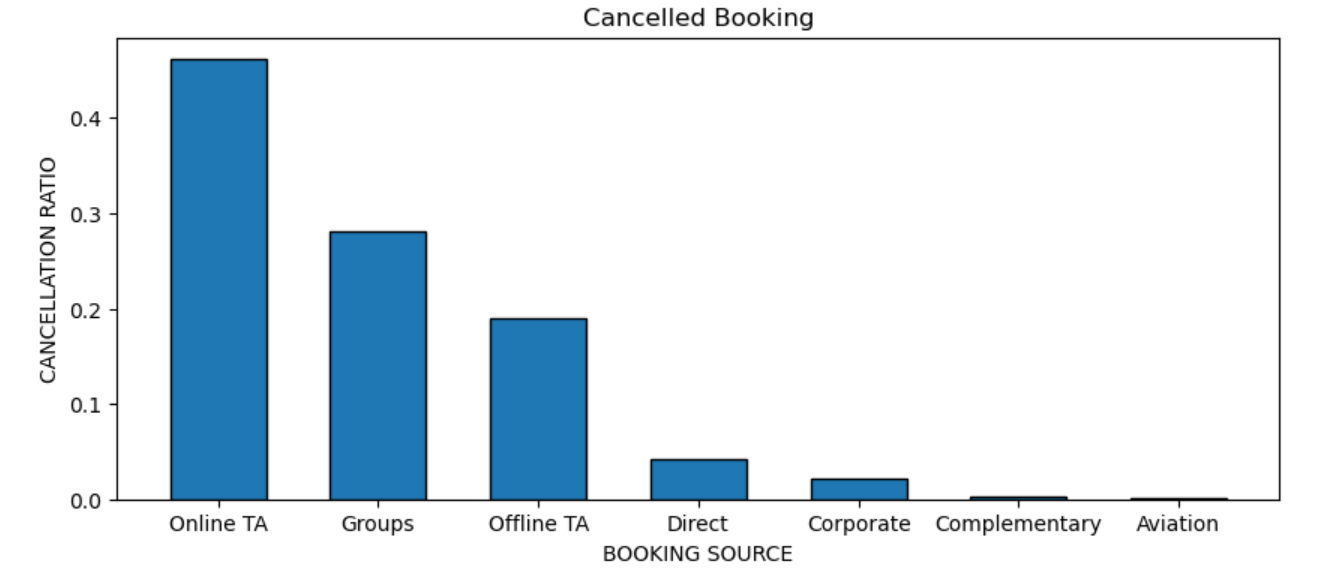 Cancelled Booking
CANCELLATION RATIO
0.4
0.3
0.2
0.1
0.0
Online TA Groups Offline TA Direct Corporate Complementary Aviation
BOOKING SOURCE